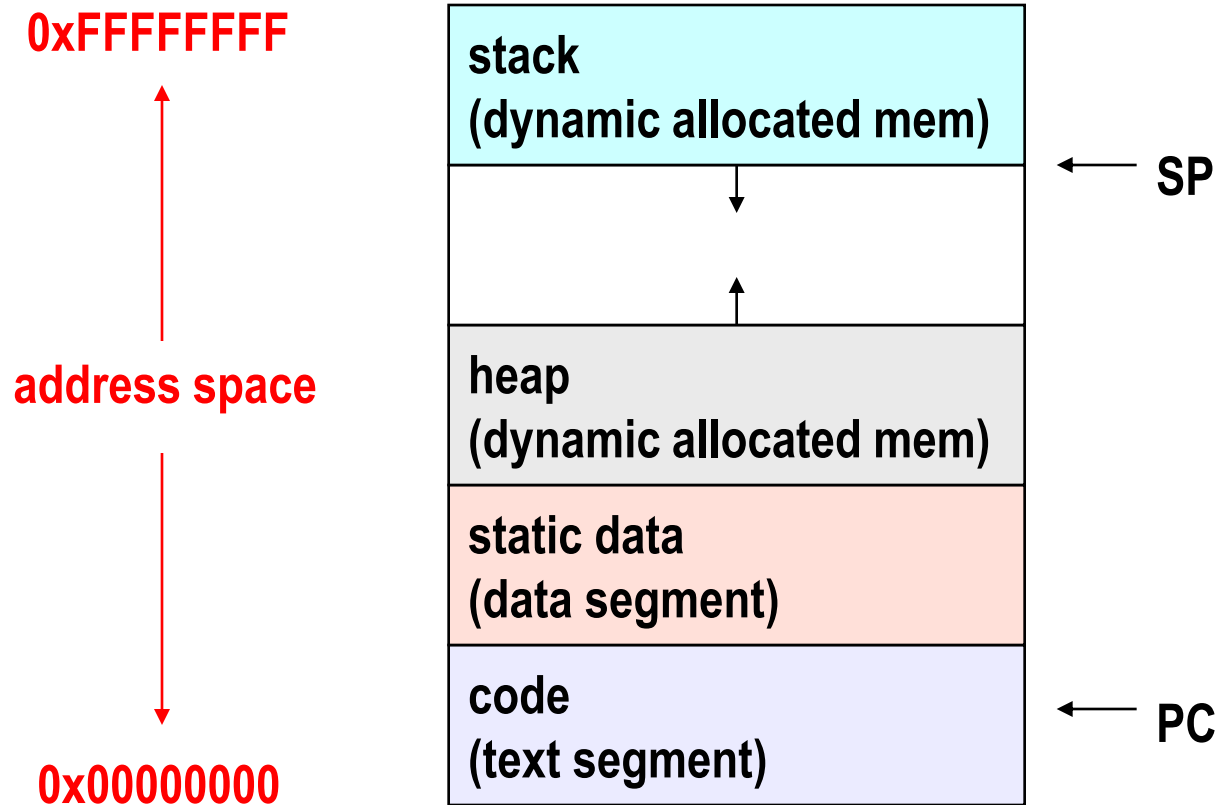 0xFFFFFFFF
stack
(dynamic allocated mem)
SP
address space
heap
(dynamic allocated mem)
static data
(data segment)
code
(text segment)
PC
0x00000000